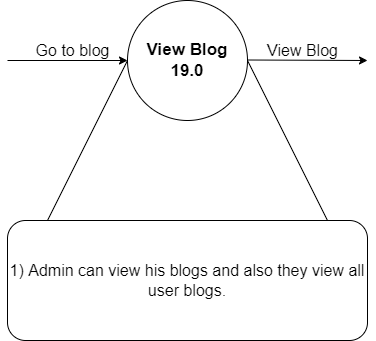 Go to blog
View Blog
19.0
View Blog
1) Admin can view his blogs and also they view all
user blogs.